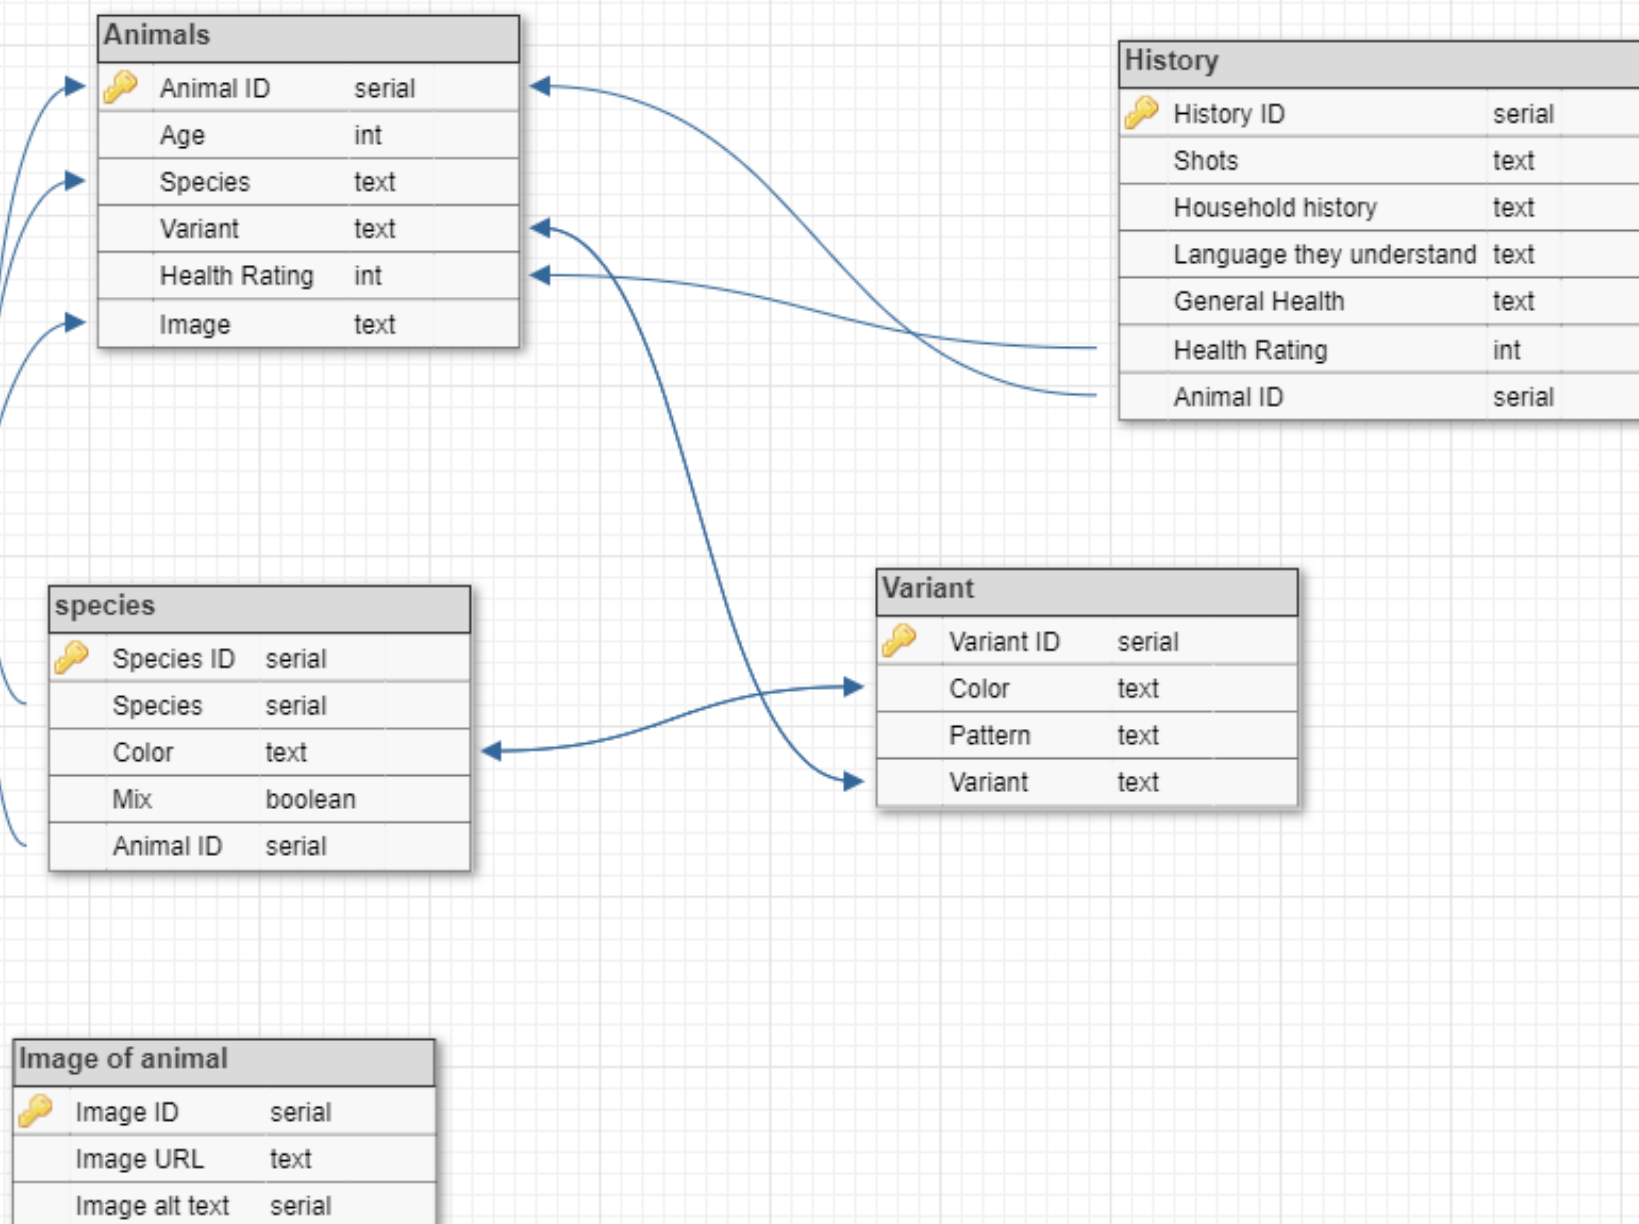 Animals
Animal ID serial
Age int
Species text
Variant text
Health Rating int
Image text
History
History ID serial
Shots text
Household history text
Language they understand text
General Health text
Health Rating int
Animal ID serial
species
Species ID serial
Species serial
Color text
Mix boolean
Animal ID serial
Variant
Variant ID serial
Color text
Pattern text
Variant text
Image of animal
Image ID serial
Image URL text
Image alt text serial